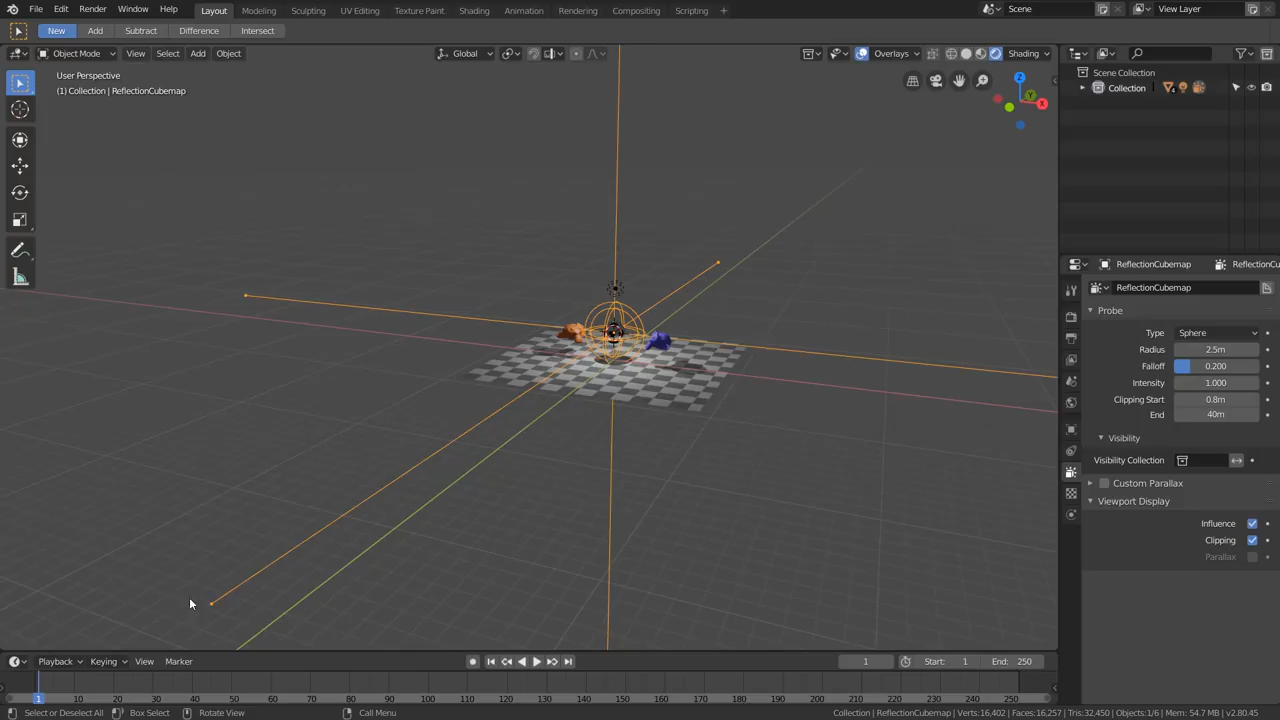 File Edit Render Window Help Layout Modeling Sculpting UV Editing Texture Paint Shading Animation Rendering Compositing Scripting + Scene View Layer
New Add Subtract Difference Intersect
Object Mode View Select Add Object Global Overlays Shading
User Perspective
(1) Collection | ReflectionCubemap
Z
Y
X
Scene Collection
Collection
4
ReflectionCubemap ReflectionCu
ReflectionCubemap
Probe
Type Sphere
Radius 2.5m
Falloff 0.200
Intensity 1.000
Clipping Start 0.8m
End 40m
Visibility
Visibility Collection
Custom Parallax
Viewport Display
Influence
Clipping
Parallax
Playback Keying View Marker 1 Start: 1 End: 250
1 10 20 30 40 50 60 70 80 90 100 110 120 130 140 150 160 170 180 190 200 210 220 230 240 250
Select or Deselect All Box Select Rotate View Call Menu Collection | ReflectionCubemap | Verts:16,402 | Faces:16,257 | Tris:32,450 | Objects:1/6 | Mem: 54.7 MB | v2.80.45